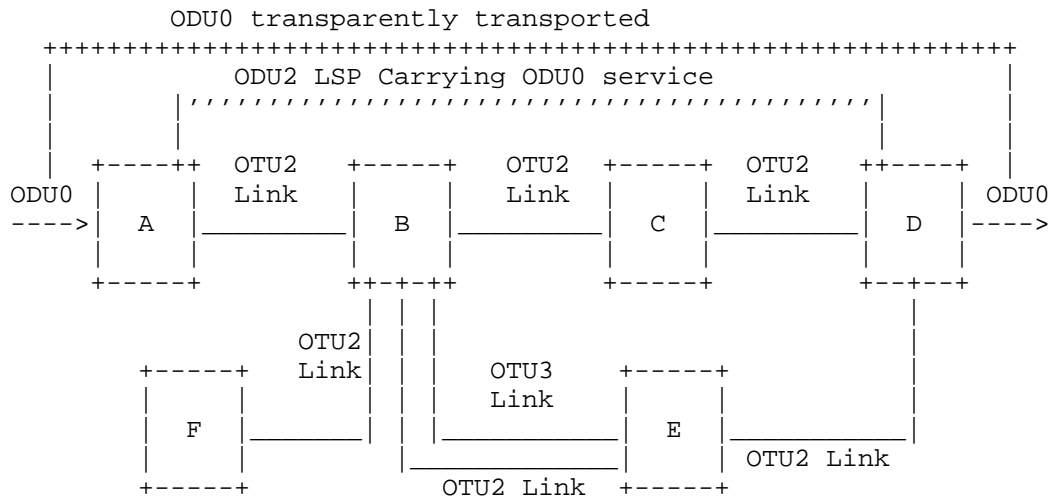 ODU0 transparently transported
ODU2 LSP Carrying ODU0 service
OTU2 OTU2 OTU2
ODU0 Link Link Link ODU0
A B C D
OTU2
Link OTU3
Link
F E
OTU2 Link
OTU2 Link